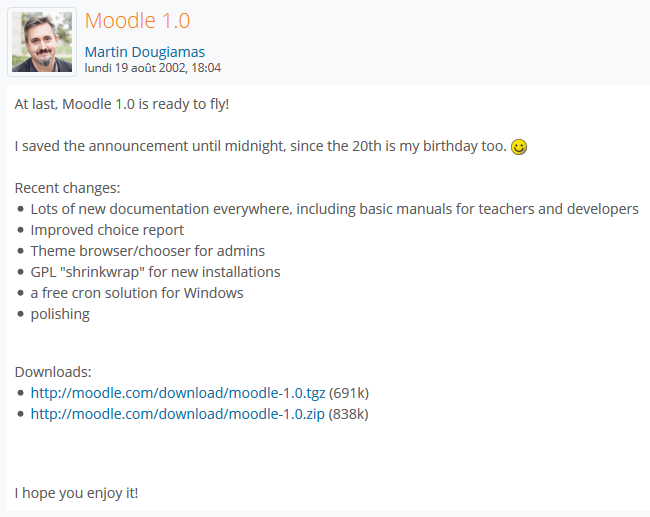 Moodle 1.0
Martin Dougiamas
lundi 19 août 2002, 18:04
At last, Moodle 1.0 is ready to fly!
I saved the announcement until midnight, since the 20th is my birthday too.
Recent changes:
• Lots of new documentation everywhere, including basic manuals for teachers and developers
• Improved choice report
• Theme browser/chooser for admins
• GPL "shrinkwrap" for new installations
• a free cron solution for Windows
• polishing
Downloads:
• http://moodle.com/download/moodle-1.0.tgz (691k)
• http://moodle.com/download/moodle-1.0.zip (838k)
I hope you enjoy it!